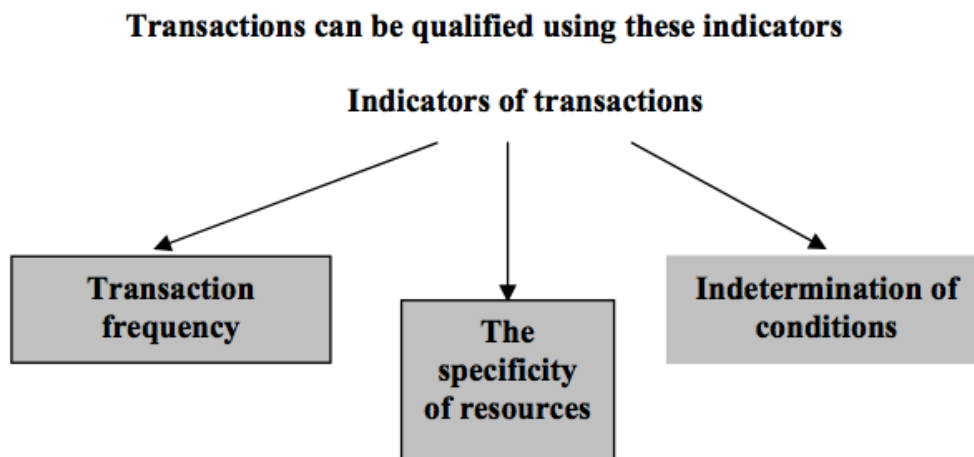 Transactions can be qualified using these indicators
Indicators of transactions
Transaction
frequency
The
specificity
of resources
Indetermination of
conditions